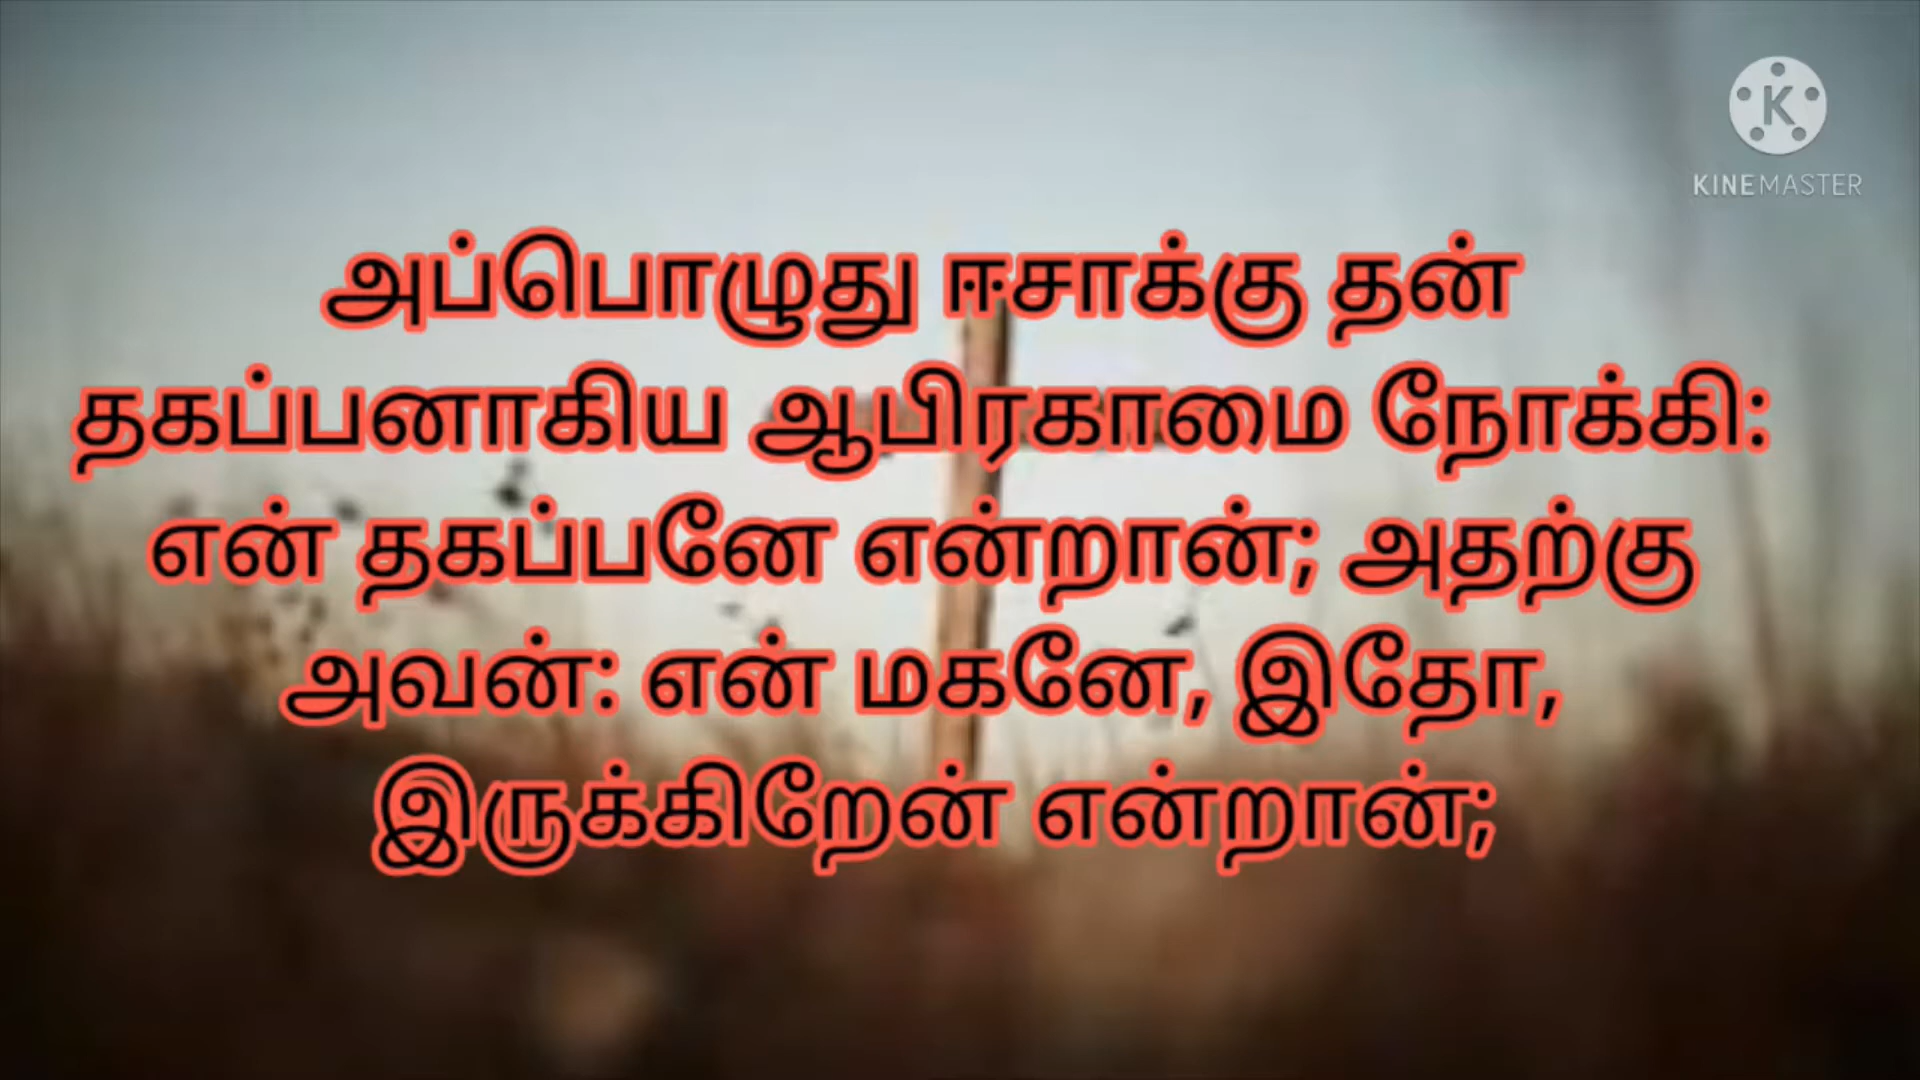 K
KINEMASTER
அப்பொழுது ஈசாக்கு தன்
தகப்பனாகிய ஆபிரகாமை நோக்கி:
என் தகப்பனே என்றான்; அதற்கு
அவன்: என் மகனே, இதோ,
இருக்கிறேன் என்றான்;